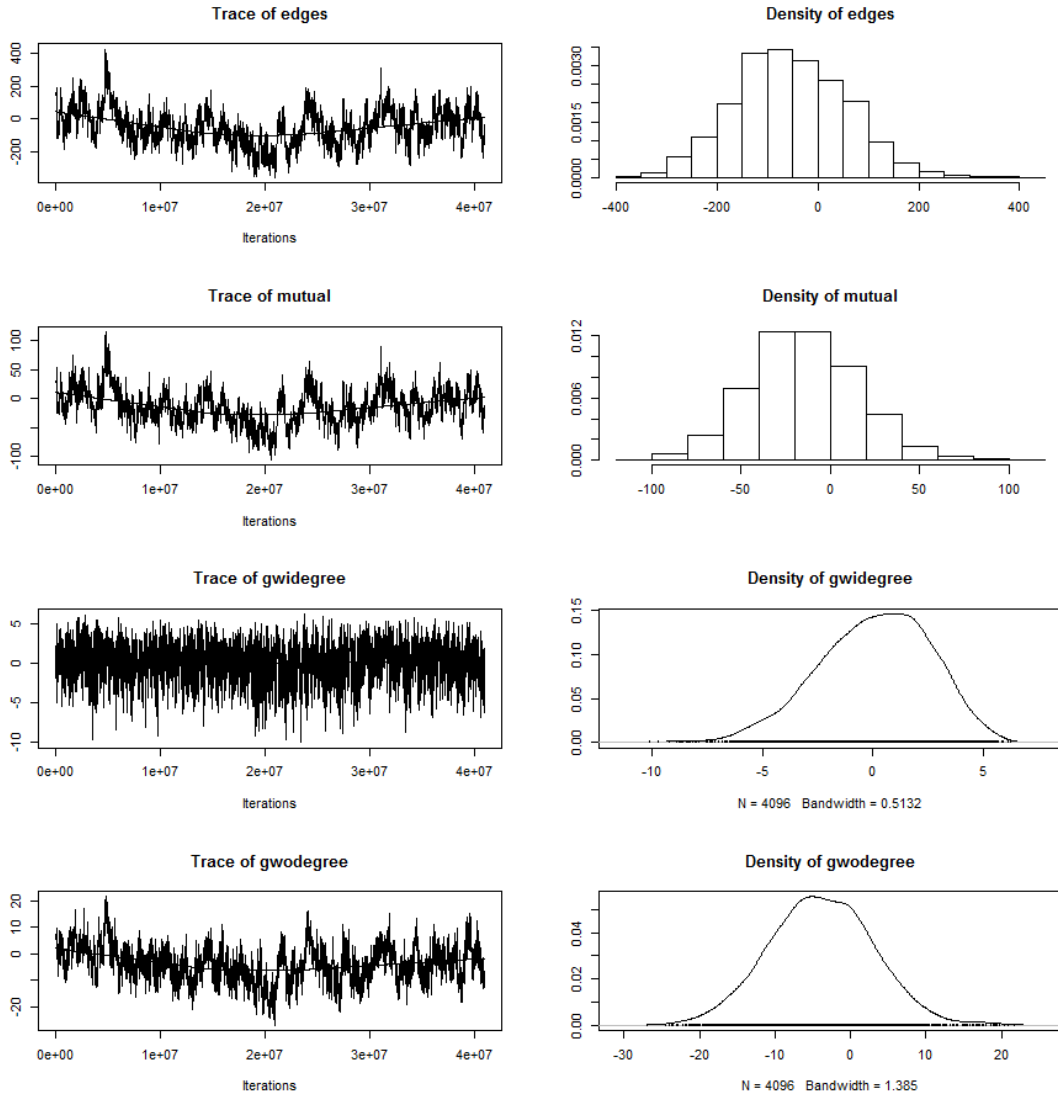 Trace of edges
Density of edges
400
200
0
-200
0e+00 1e+07 2e+07 3e+07 4e+07
Iterations
0.0030
0.0015
0.0000
-400 -200 0 200 400
Trace of mutual
Density of mutual
100
50
0
-100
0e+00 1e+07 2e+07 3e+07 4e+07
Iterations
0.012
0.006
0.000
-100 -50 0 50 100
Trace of gwidegree
Density of gwidegree
5
0
-5
-10
0e+00 1e+07 2e+07 3e+07 4e+07
Iterations
0.15
0.10
0.05
0.00
-10 -5 0 5
N = 4096 Bandwidth = 0.5132
Trace of gwodegree
Density of gwodegree
20
10
0
-20
0e+00 1e+07 2e+07 3e+07 4e+07
Iterations
0.04
0.02
0.00
-30 -20 -10 0 10 20
N = 4096 Bandwidth = 1.385